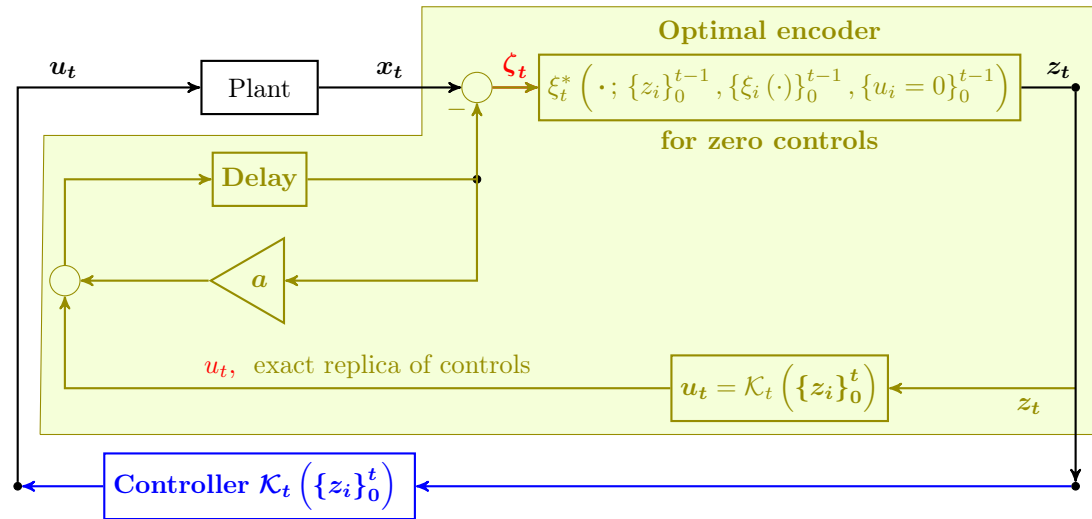 Optimal encoder
u_t
Plant
x_t
−
ζ_t
ξ_t^* ( · ; {z_i}_0^{t-1}, {ξ_i (·)}_0^{t-1}, {u_i = 0}_0^{t-1} )
z_t
for zero controls
Delay
a
u_t, exact replica of controls
u_t = 𝒦_t ( {z_i}_0^t )
z_t
Controller 𝒦_t ( {z_i}_0^t )